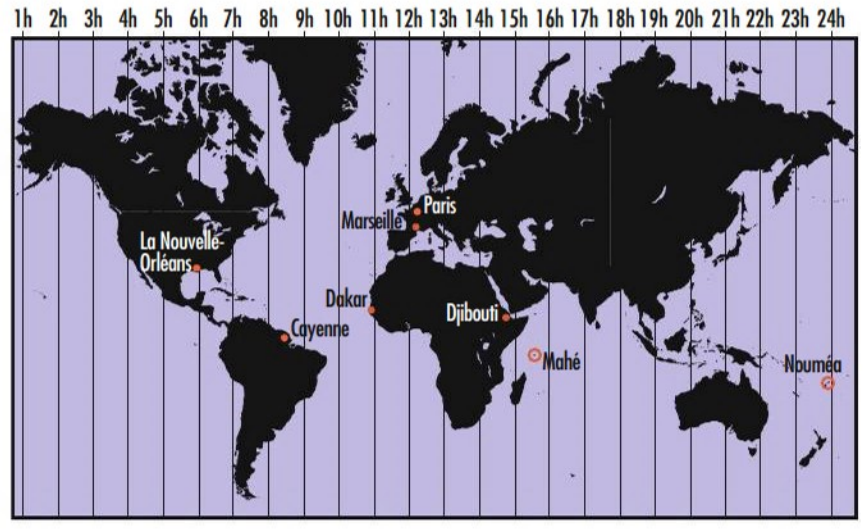 1h 2h 3h 4h 5h 6h 7h 8h 9h 10h 11h 12h 13h 14h 15h 16h 17h 18h 19h 20h 21h 22h 23h 24h
Paris
Marseille
La Nouvelle-
Orléans
Dakar
Djibouti
Cayenne
Mahé
Nouméa